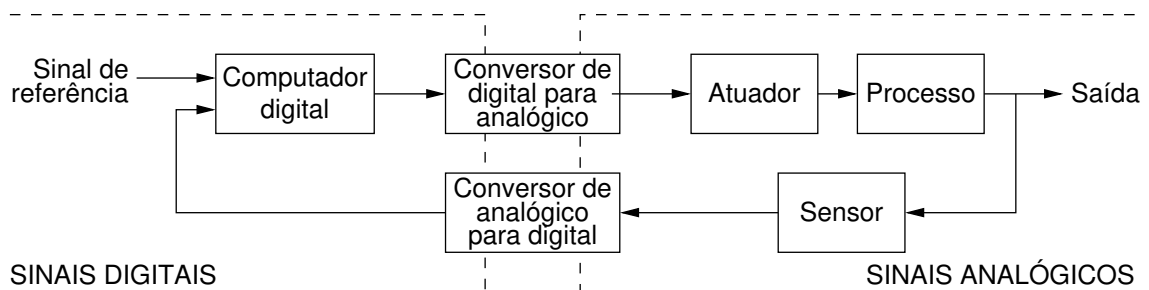 Sinal de
referência
Computador
digital
Conversor de
digital para
analógico
Atuador
Processo
Saída
Conversor de
analógico
para digital
Sensor
SINAIS DIGITAIS
SINAIS ANALÓGICOS